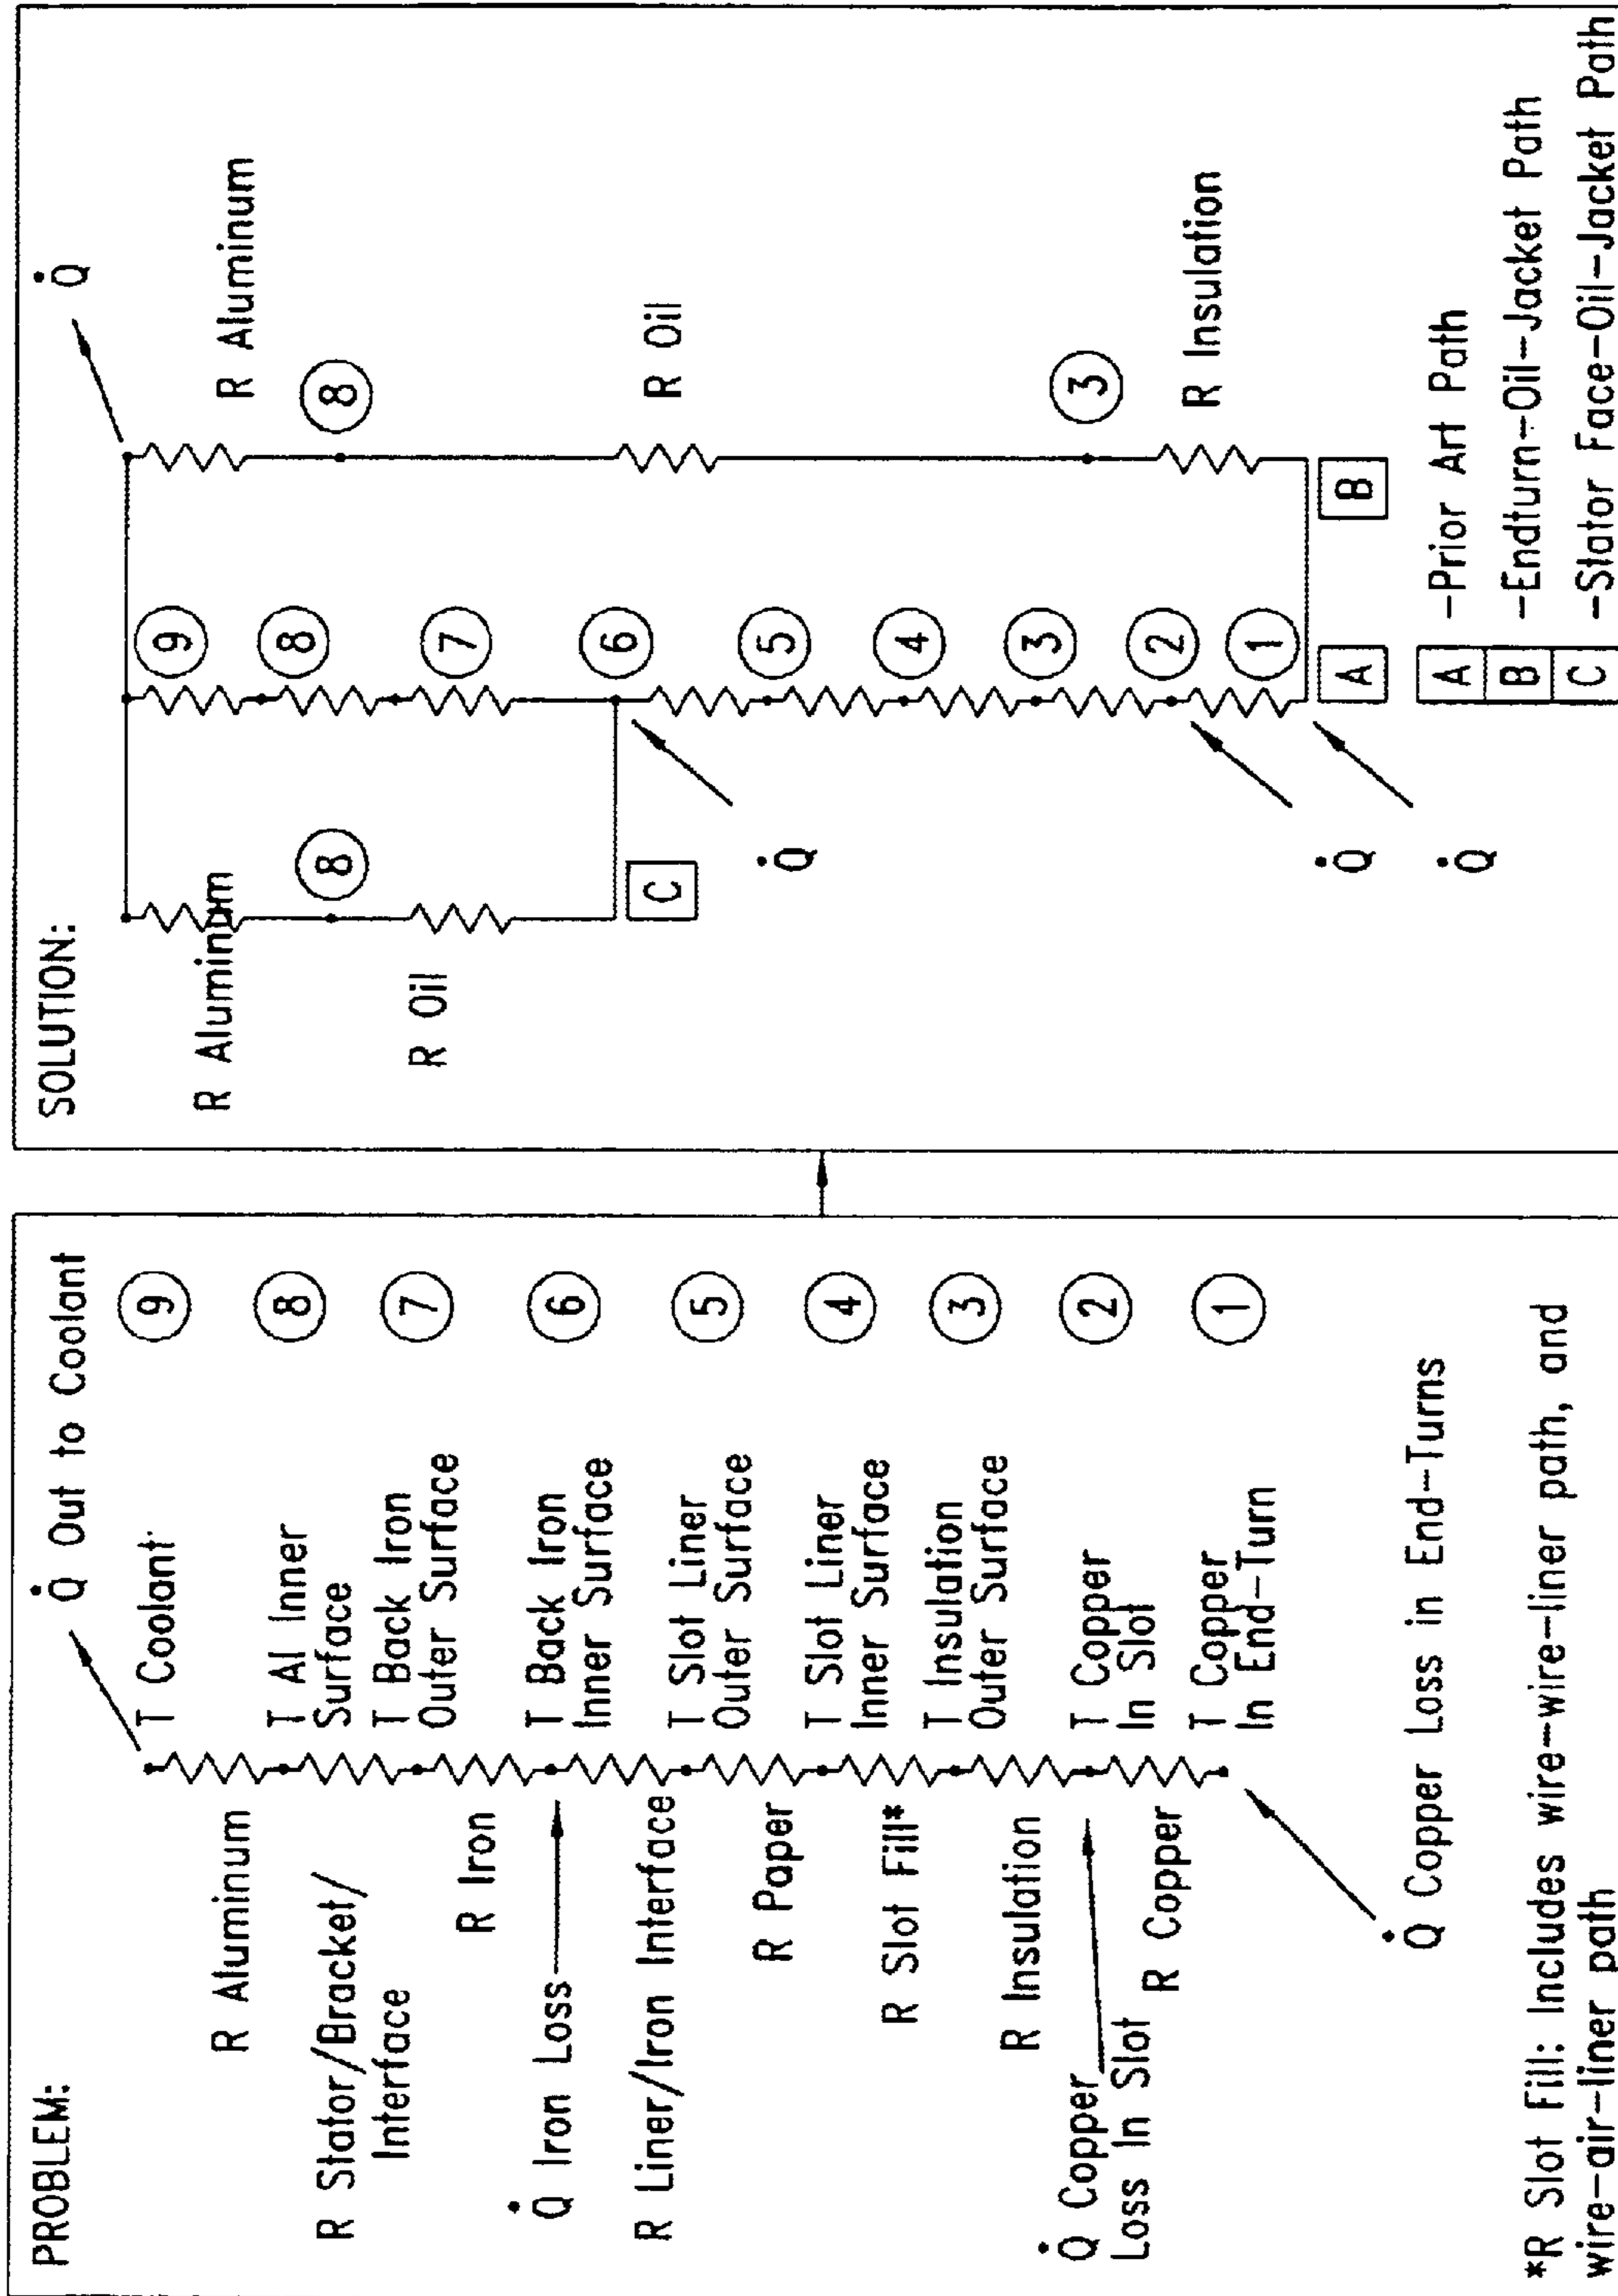 PROBLEM:
Q̇ Out to Coolant
T Coolant
9
R Aluminum
T Al Inner
Surface
8
R Stator/Bracket/
Interface
T Back Iron
Outer Surface
7
R Iron
Q̇ Iron Loss
T Back Iron
Inner Surface
6
R Liner/Iron Interface
T Slot Liner
Outer Surface
5
R Paper
T Slot Liner
Inner Surface
4
R Slot Fill*
T Insulation
Outer Surface
3
R Insulation
Q̇ Copper
Loss In Slot
T Copper
In Slot
2
R Copper
T Copper
In End-Turn
1
Q̇ Copper Loss in End-Turns
*R Slot Fill: Includes wire-wire-liner path, and
wire-air-liner path
SOLUTION:
Q̇
R Aluminum
8
R Oil
C
9
8
7
6
Q̇
5
4
3
2
1
Q̇
Q̇
A
R Aluminum
8
R Oil
3
R Insulation
B
A -Prior Art Path
B -Endturn-Oil-Jacket Path
C -Stator Face-Oil-Jacket Path